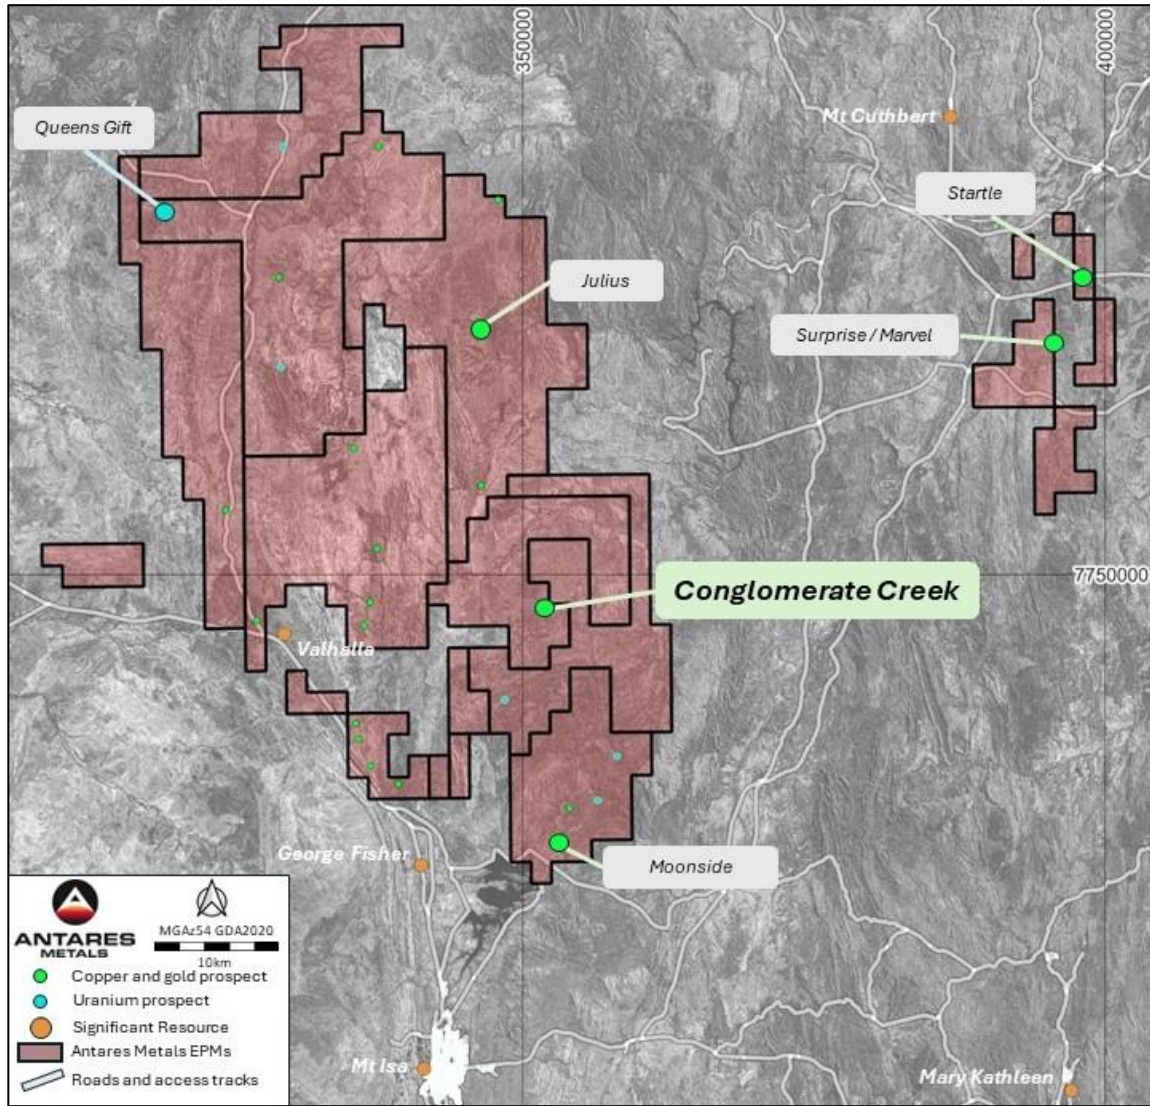 350000
400000
Mt Cuthbert
Queens Gift
Startle
Julius
Surprise / Marvel
7750000
Conglomerate Creek
Valhalla
George Fisher
Moonside
ANTARES
METALS
MGAz54 GDA2020
10km
Copper and gold prospect
Uranium prospect
Significant Resource
Antares Metals EPMs
Roads and access tracks
Mt Isa
Mary Kathleen